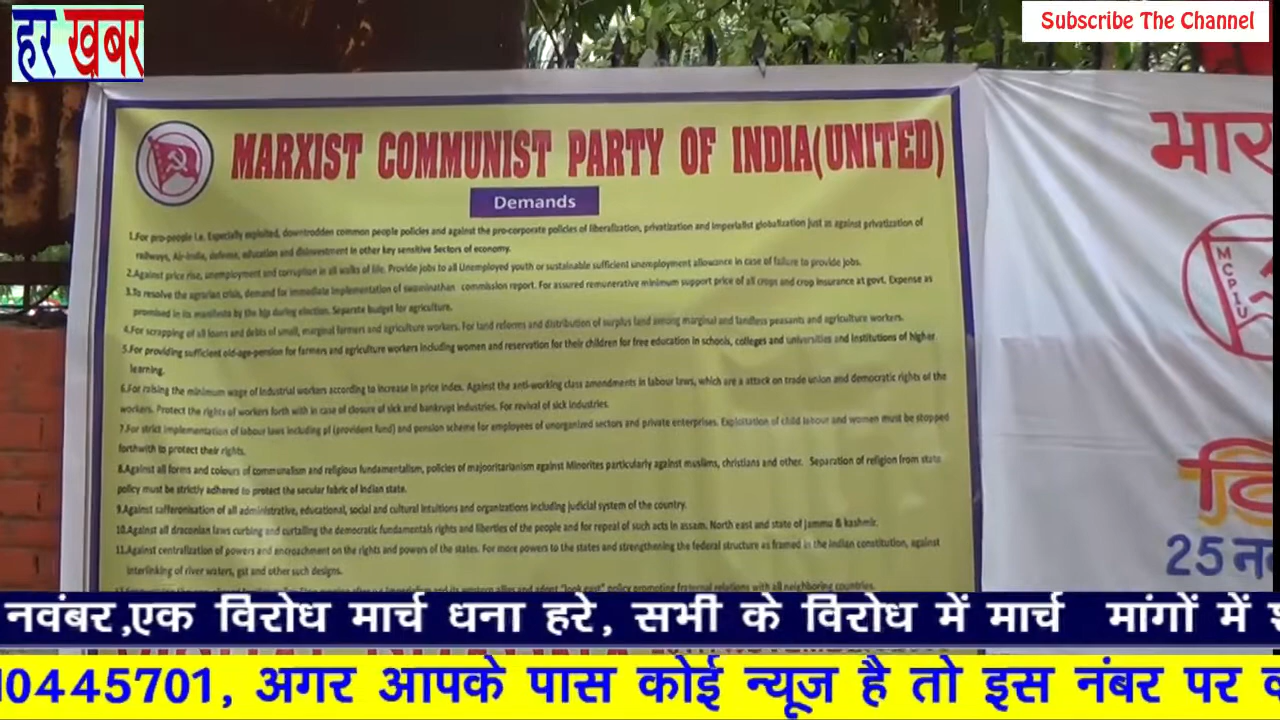 हर खबर
Subscribe The Channel
MARXIST COMMUNIST PARTY OF INDIA(UNITED)
Demands
1.For pro-people i.e. Especially exploited, downtrodden common people policies and against the pro-corporate policies of liberalization, privatization and imperialist globalization just as against privatization of
railways, Air-India, defense, education and disinvestment in other key sensitive Sectors of economy.
2.Against price rise, unemployment and corruption in all walks of life. Provide jobs to all Unemployed youth or sustainable sufficient unemployment allowance in case of failure to provide jobs.
3.To resolve the agrarian crisis, demand for immediate implementation of swaminathan commission report. For assured remunerative minimum support price of all crops and crop insurance at govt. Expense as
promised in its manifesto by the bjp during election. Separate budget for agriculture.
4.For scrapping of all loans and debts of small, marginal farmers and agriculture workers. For land reforms and distribution of surplus land among marginal and landless peasants and agriculture workers.
5.For providing sufficient old-age-pension for farmers and agriculture workers including women and reservation for their children for free education in schools, colleges and universities and institutions of higher
learning.
6.For raising the minimum wage of industrial workers according to increase in price index. Against the anti-working class amendments in labour laws, which are a attack on trade union and democratic rights of the
workers. Protect the rights of workers forth with in case of closure of sick and bankrupt industries. For revival of sick industries.
7.For strict implementation of labour laws including pf (provident fund) and pension scheme for employees of unorganized sectors and private enterprises. Exploitation of child labour and women must be stopped
forthwith to protect their rights.
8.Against all forms and colours of communalism and religious fundamentalism, policies of majooritarianism against Minorites particularly against muslims, christians and other. Separation of religion from state
policy must be strictly adhered to protect the secular fabric of Indian state.
9.Against safferonisation of all administrative, educational, social and cultural intuitions and organizations including judicial system of the country.
10.Against all draconian laws curbing and curtailing the democratic fundamentals rights and liberties of the people and for repeal of such acts in assam. North east and state of jammu & kashmir.
11.Against centralization of powers and encroachment on the rights and powers of the states. For more powers to the states and strengthening the federal structure as framed in the indian constitution, against
interlinking of river waters, gst and other such designs.
and its western allies and adopt "look east" policy promoting fraternal relations with all neighboring countries.
भार
MCPIU
वि
25 नव
नवंबर,एक विरोध मार्च धना हरे, सभी के विरोध में मार्च मांगों में
10445701, अगर आपके पास कोई न्यूज है तो इस नंबर पर